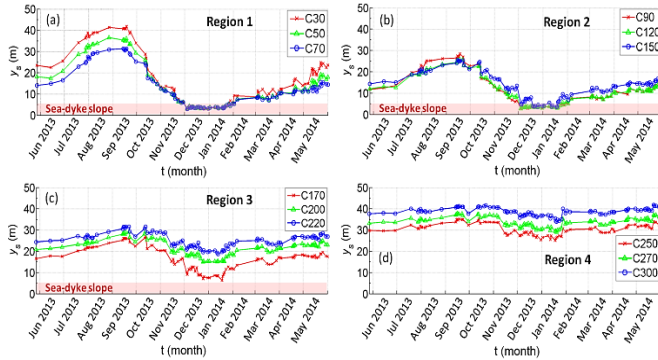 (a) Region 1 C30 C50 C70
50
40
30
20
10
0
y_s (m)
Sea-dyke slope
Jun 2013 Jul 2013 Aug 2013 Sep 2013 Oct 2013 Nov 2013 Dec 2013 Jan 2014 Feb 2014 Mar 2014 Apr 2014 May 2014
t (month)
(b) Region 2 C90 C120 C150
50
40
30
20
10
0
y_s (m)
Sea-dyke slope
Jun 2013 Jul 2013 Aug 2013 Sep 2013 Oct 2013 Nov 2013 Dec 2013 Jan 2014 Feb 2014 Mar 2014 Apr 2014 May 2014
t (month)
(c) Region 3 C170 C200 C220
50
40
30
20
10
0
y_s (m)
Sea-dyke slope
Jun 2013 Jul 2013 Aug 2013 Sep 2013 Oct 2013 Nov 2013 Dec 2013 Jan 2014 Feb 2014 Mar 2014 Apr 2014 May 2014
t (month)
50
40
30
20
10
0
y_s (m)
(d) Region 4 C250 C270 C300
Jun 2013 Jul 2013 Aug 2013 Sep 2013 Oct 2013 Nov 2013 Dec 2013 Jan 2014 Feb 2014 Mar 2014 Apr 2014 May 2014
t (month)